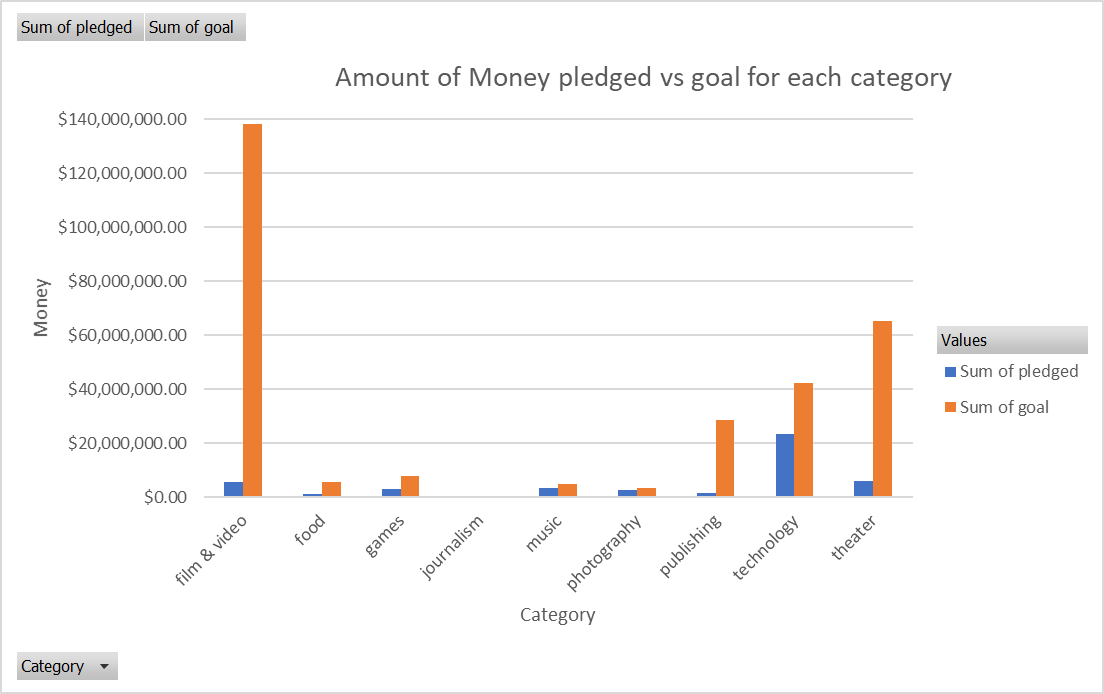 Sum of pledged Sum of goal
Amount of Money pledged vs goal for each category
$140,000,000.00
$120,000,000.00
$100,000,000.00
$80,000,000.00
$60,000,000.00
$40,000,000.00
$20,000,000.00
$0.00
Money
film & video
food
games
journalism
music
photography
publishing
technology
theater
Category
Values
Sum of pledged
Sum of goal
Category